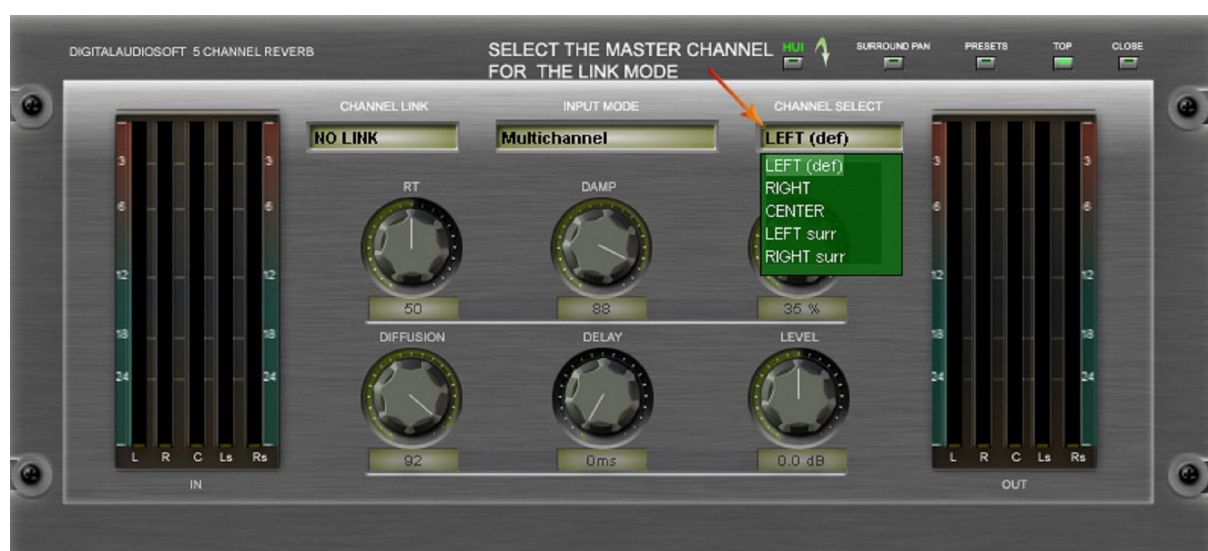 DIGITALAUDIOSOFT 5 CHANNEL REVERB
SELECT THE MASTER CHANNEL
FOR THE LINK MODE
HUI
SURROUND PAN
PRESETS
TOP
CLOSE
CHANNEL LINK
INPUT MODE
CHANNEL SELECT
NO LINK
Multichannel
LEFT (def)
LEFT (def)
RIGHT
CENTER
LEFT surr
RIGHT surr
3 3
6 6
12 12
18 18
24 24
L R C Ls Rs
IN
RT
DAMP
50
88
35 %
DIFFUSION
DELAY
LEVEL
92
0ms
0.0 dB
3 3
6 6
12 12
18 18
24 24
L R C Ls Rs
OUT